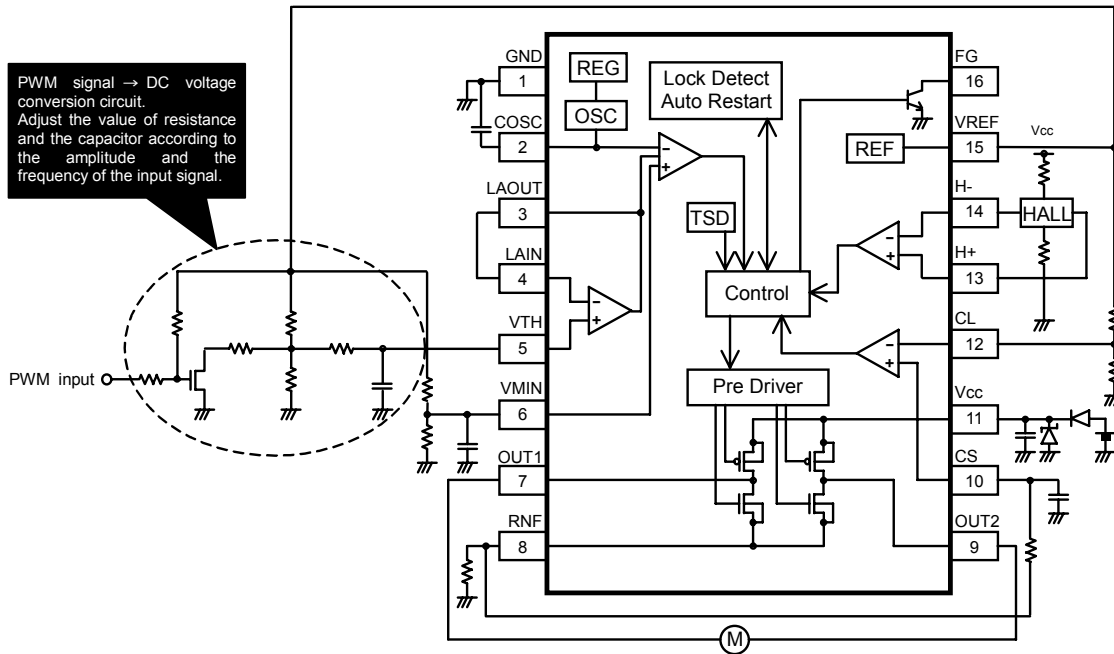 PWM signal → DC voltage
conversion circuit.
Adjust the value of resistance
and the capacitor according to
the amplitude and the
frequency of the input signal.
PWM input
GND
1
COSC
2
LAOUT
3
LAIN
4
VTH
5
VMIN
6
OUT1
7
RNF
8
REG
OSC
Lock Detect
Auto Restart
TSD
Control
Pre Driver
REF
FG
16
VREF
15
H-
14
H+
13
CL
12
Vcc
11
CS
10
OUT2
9
Vcc
HALL
M